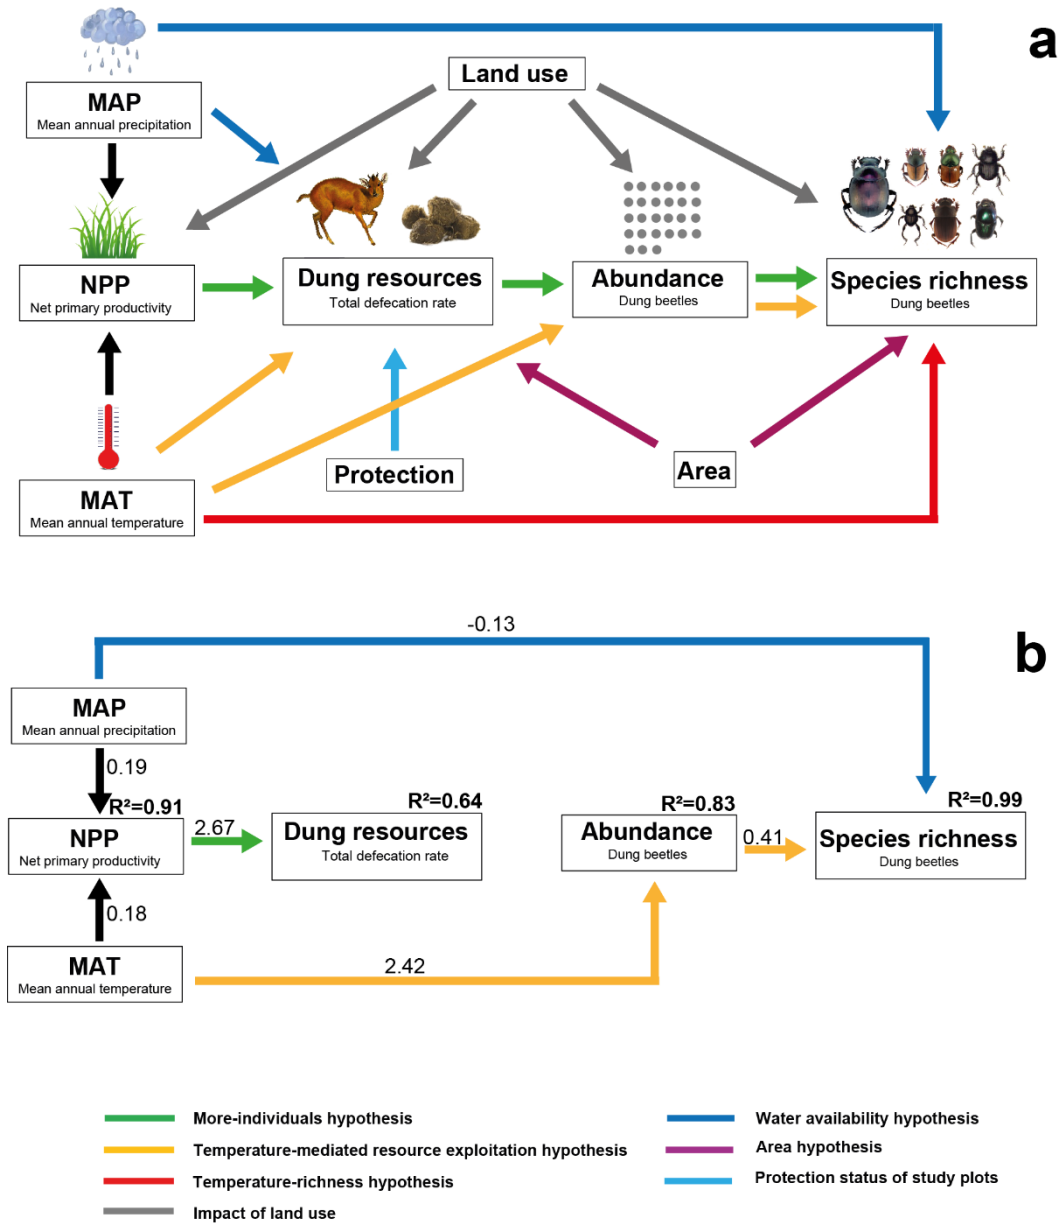 a
Land use
MAP
Mean annual precipitation
NPP
Net primary productivity
Dung resources
Total defecation rate
Abundance
Dung beetles
Species richness
Dung beetles
Protection
Area
MAT
Mean annual temperature
b
-0.13
MAP
Mean annual precipitation
0.19
R²=0.91
R²=0.64
R²=0.83
R²=0.99
NPP
Net primary productivity
2.67
Dung resources
Total defecation rate
Abundance
Dung beetles
0.41
Species richness
Dung beetles
0.18
MAT
Mean annual temperature
2.42
More-individuals hypothesis
Temperature-mediated resource exploitation hypothesis
Temperature-richness hypothesis
Impact of land use
Water availability hypothesis
Area hypothesis
Protection status of study plots